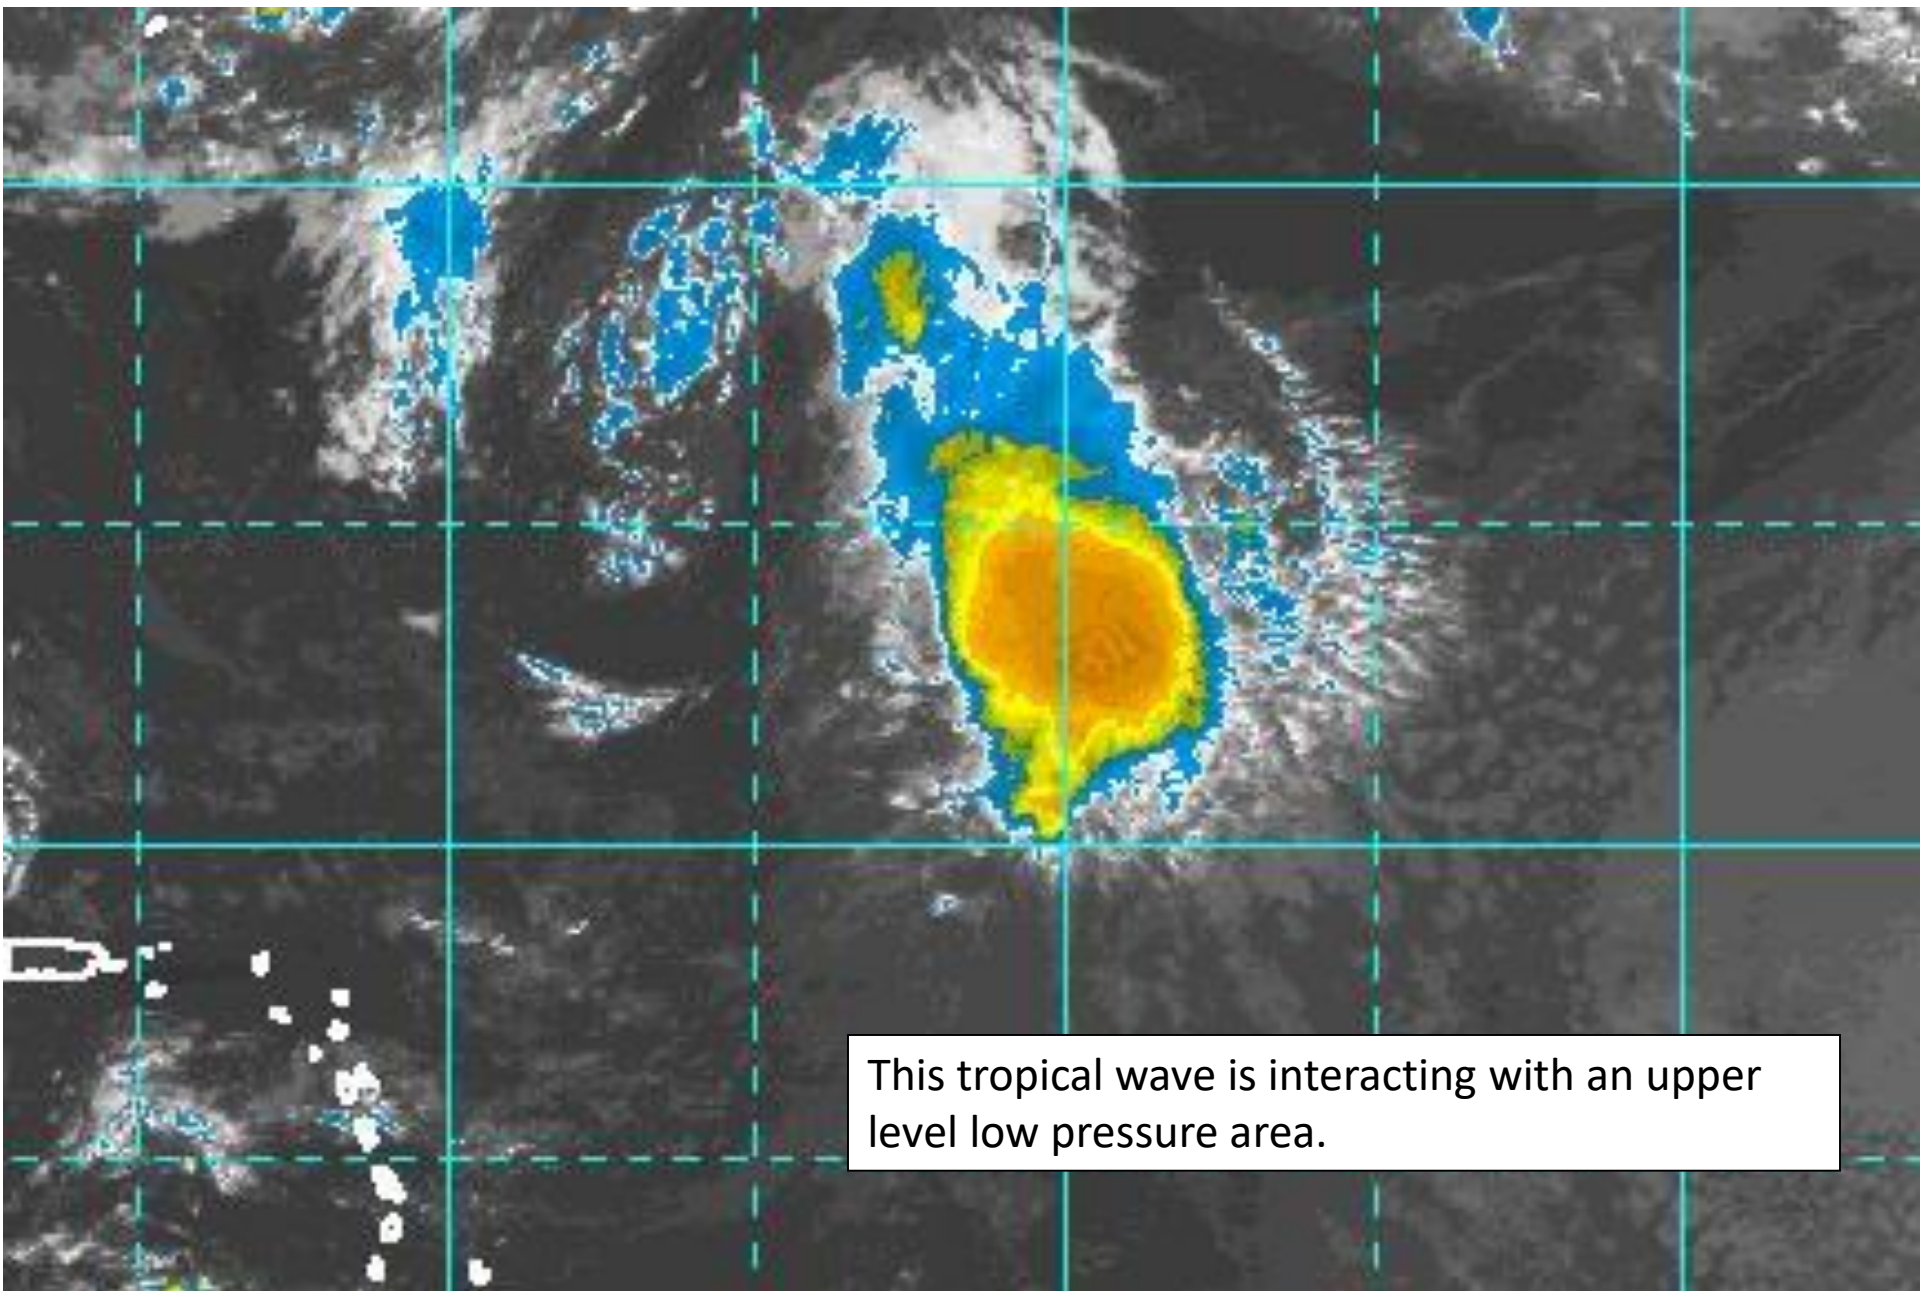 This tropical wave is interacting with an upper
level low pressure area.